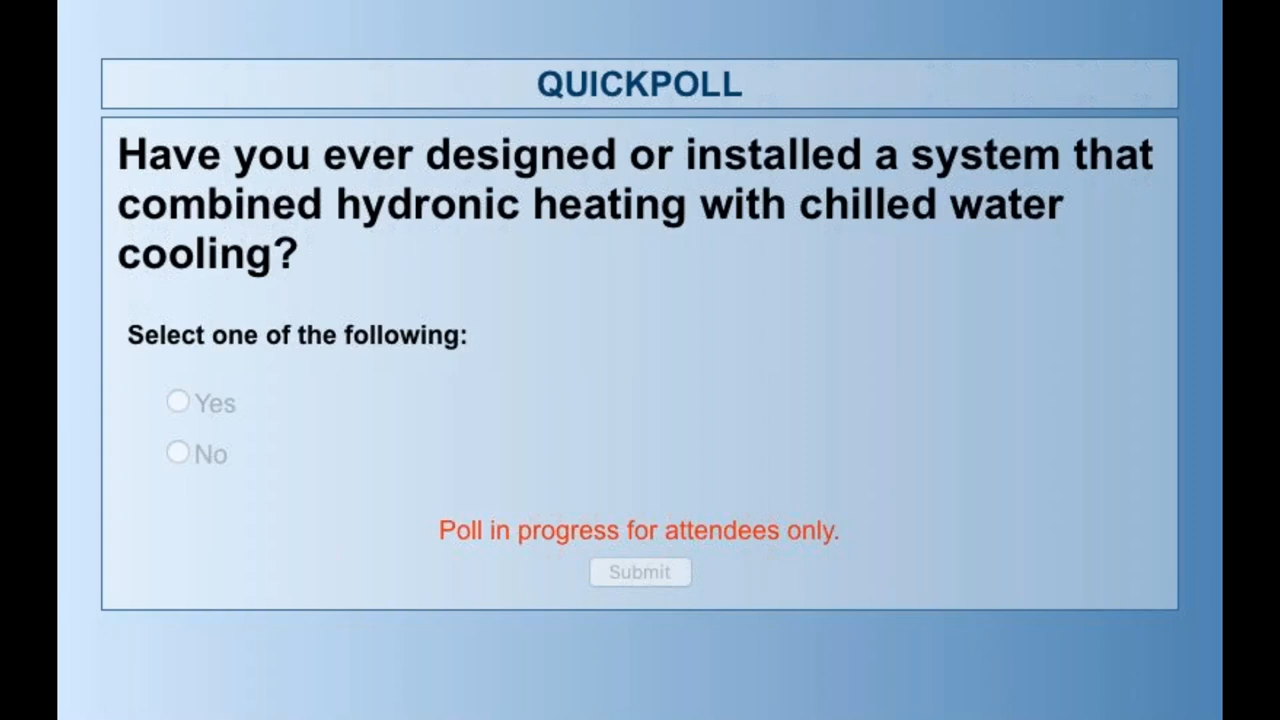 QUICKPOLL
Have you ever designed or installed a system that
combined hydronic heating with chilled water
cooling?
Select one of the following:
Yes
No
Poll in progress for attendees only.
Submit